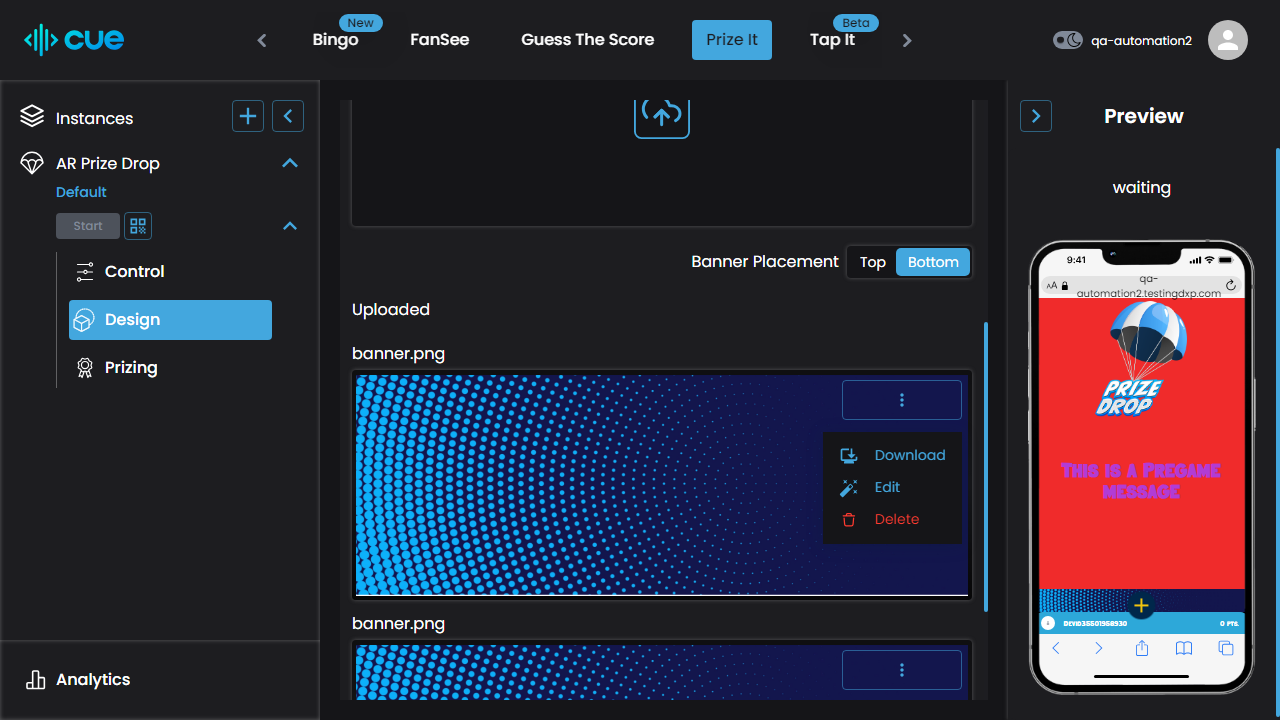 cue
New
Bingo
FanSee
Guess The Score
Prize It
Beta
Tap It
qa-automation2
Instances
AR Prize Drop
Default
Start
Control
Design
Prizing
Analytics
Banner Placement
Top
Bottom
Uploaded
banner.png
Download
Edit
Delete
banner.png
Preview
waiting
9:41
AA
qa-
automation2.testingdxp.com
PRIZE
DROP
This is a Pregame
message
0 PTS.